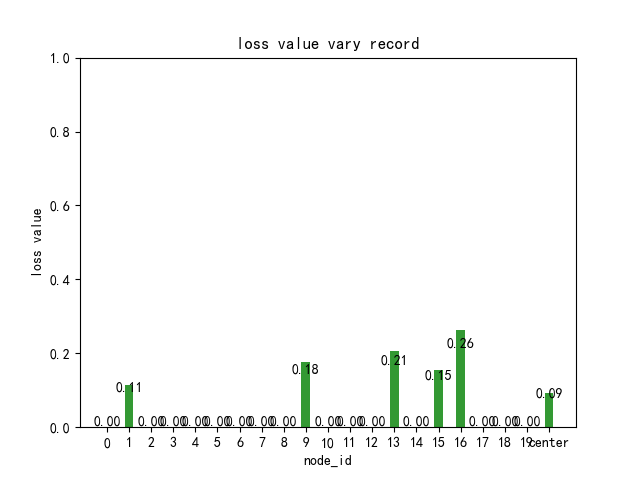 loss value vary record
1.0
0.8
0.6
0.4
0.2
0.0
loss value
0.00 0.11 0.00 0.00 0.00 0.00 0.00 0.00 0.00 0.18 0.00 0.00 0.00 0.21 0.00 0.15 0.26 0.00 0.00 0.00 0.09
0 1 2 3 4 5 6 7 8 9 10 11 12 13 14 15 16 17 18 19 center
node_id